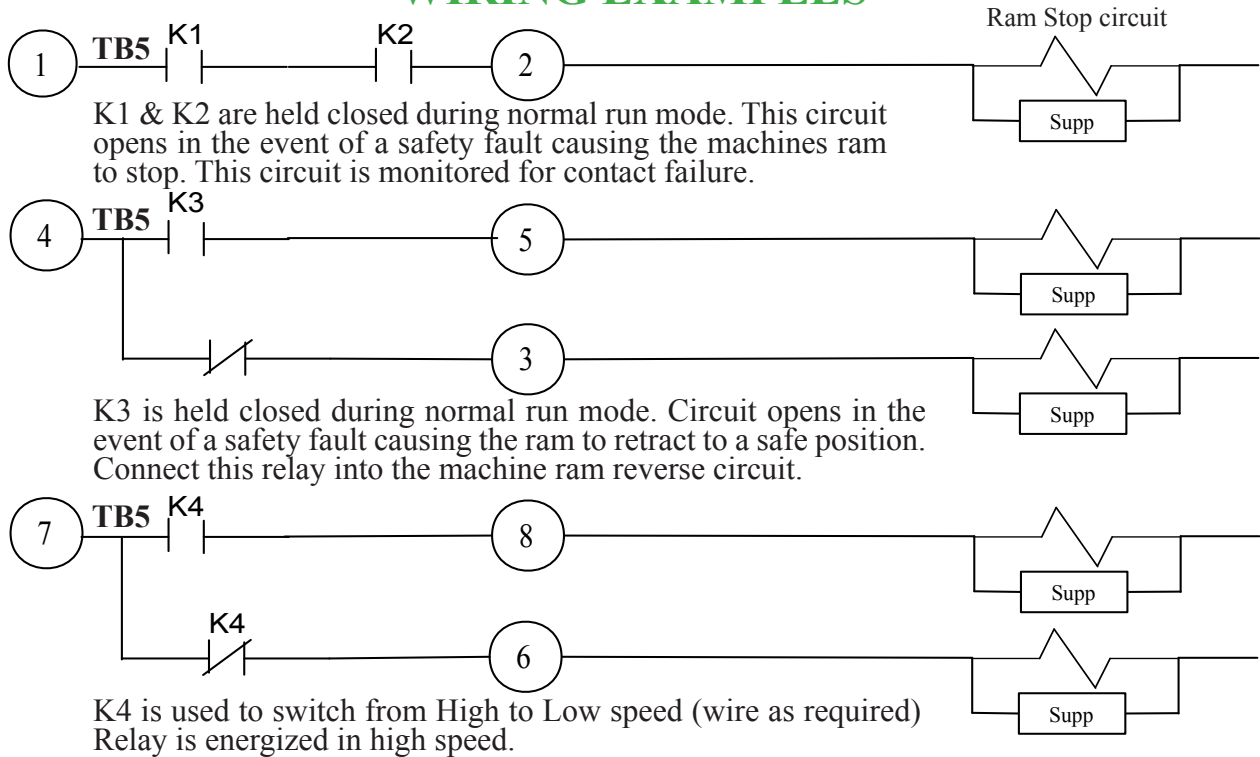 WIRING EXAMPLES
Ram Stop circuit
1 TB5 K1 K2 2
Supp
K1 & K2 are held closed during normal run mode. This circuit
opens in the event of a safety fault causing the machines ram
to stop. This circuit is monitored for contact failure.
4 TB5 K3 5
Supp
3
Supp
K3 is held closed during normal run mode. Circuit opens in the
event of a safety fault causing the ram to retract to a safe position.
Connect this relay into the machine ram reverse circuit.
7 TB5 K4 8
Supp
K4
6
Supp
K4 is used to switch from High to Low speed (wire as required)
Relay is energized in high speed.